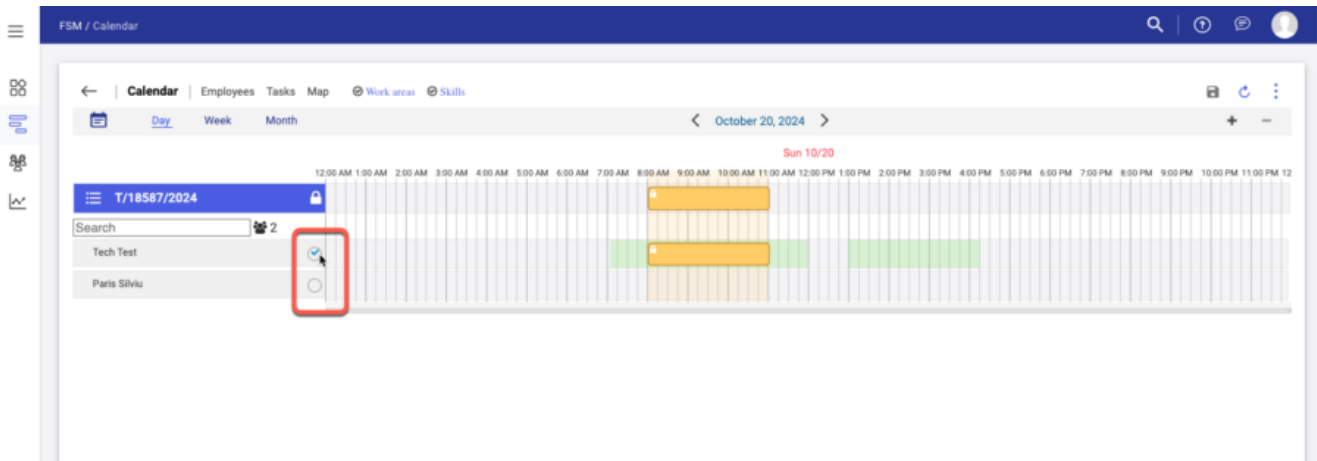 FSM / Calendar
Calendar Employees Tasks Map Work areas Skills
Day Week Month October 20, 2024
Sun 10/20
12:00 AM 1:00 AM 2:00 AM 3:00 AM 4:00 AM 5:00 AM 6:00 AM 7:00 AM 8:00 AM 9:00 AM 10:00 AM 11:00 AM 12:00 PM 1:00 PM 2:00 PM 3:00 PM 4:00 PM 5:00 PM 6:00 PM 7:00 PM 8:00 PM 9:00 PM 10:00 PM 11:00 PM 12
T/18587/2024
Search 2
Tech Test
Paris Silviu